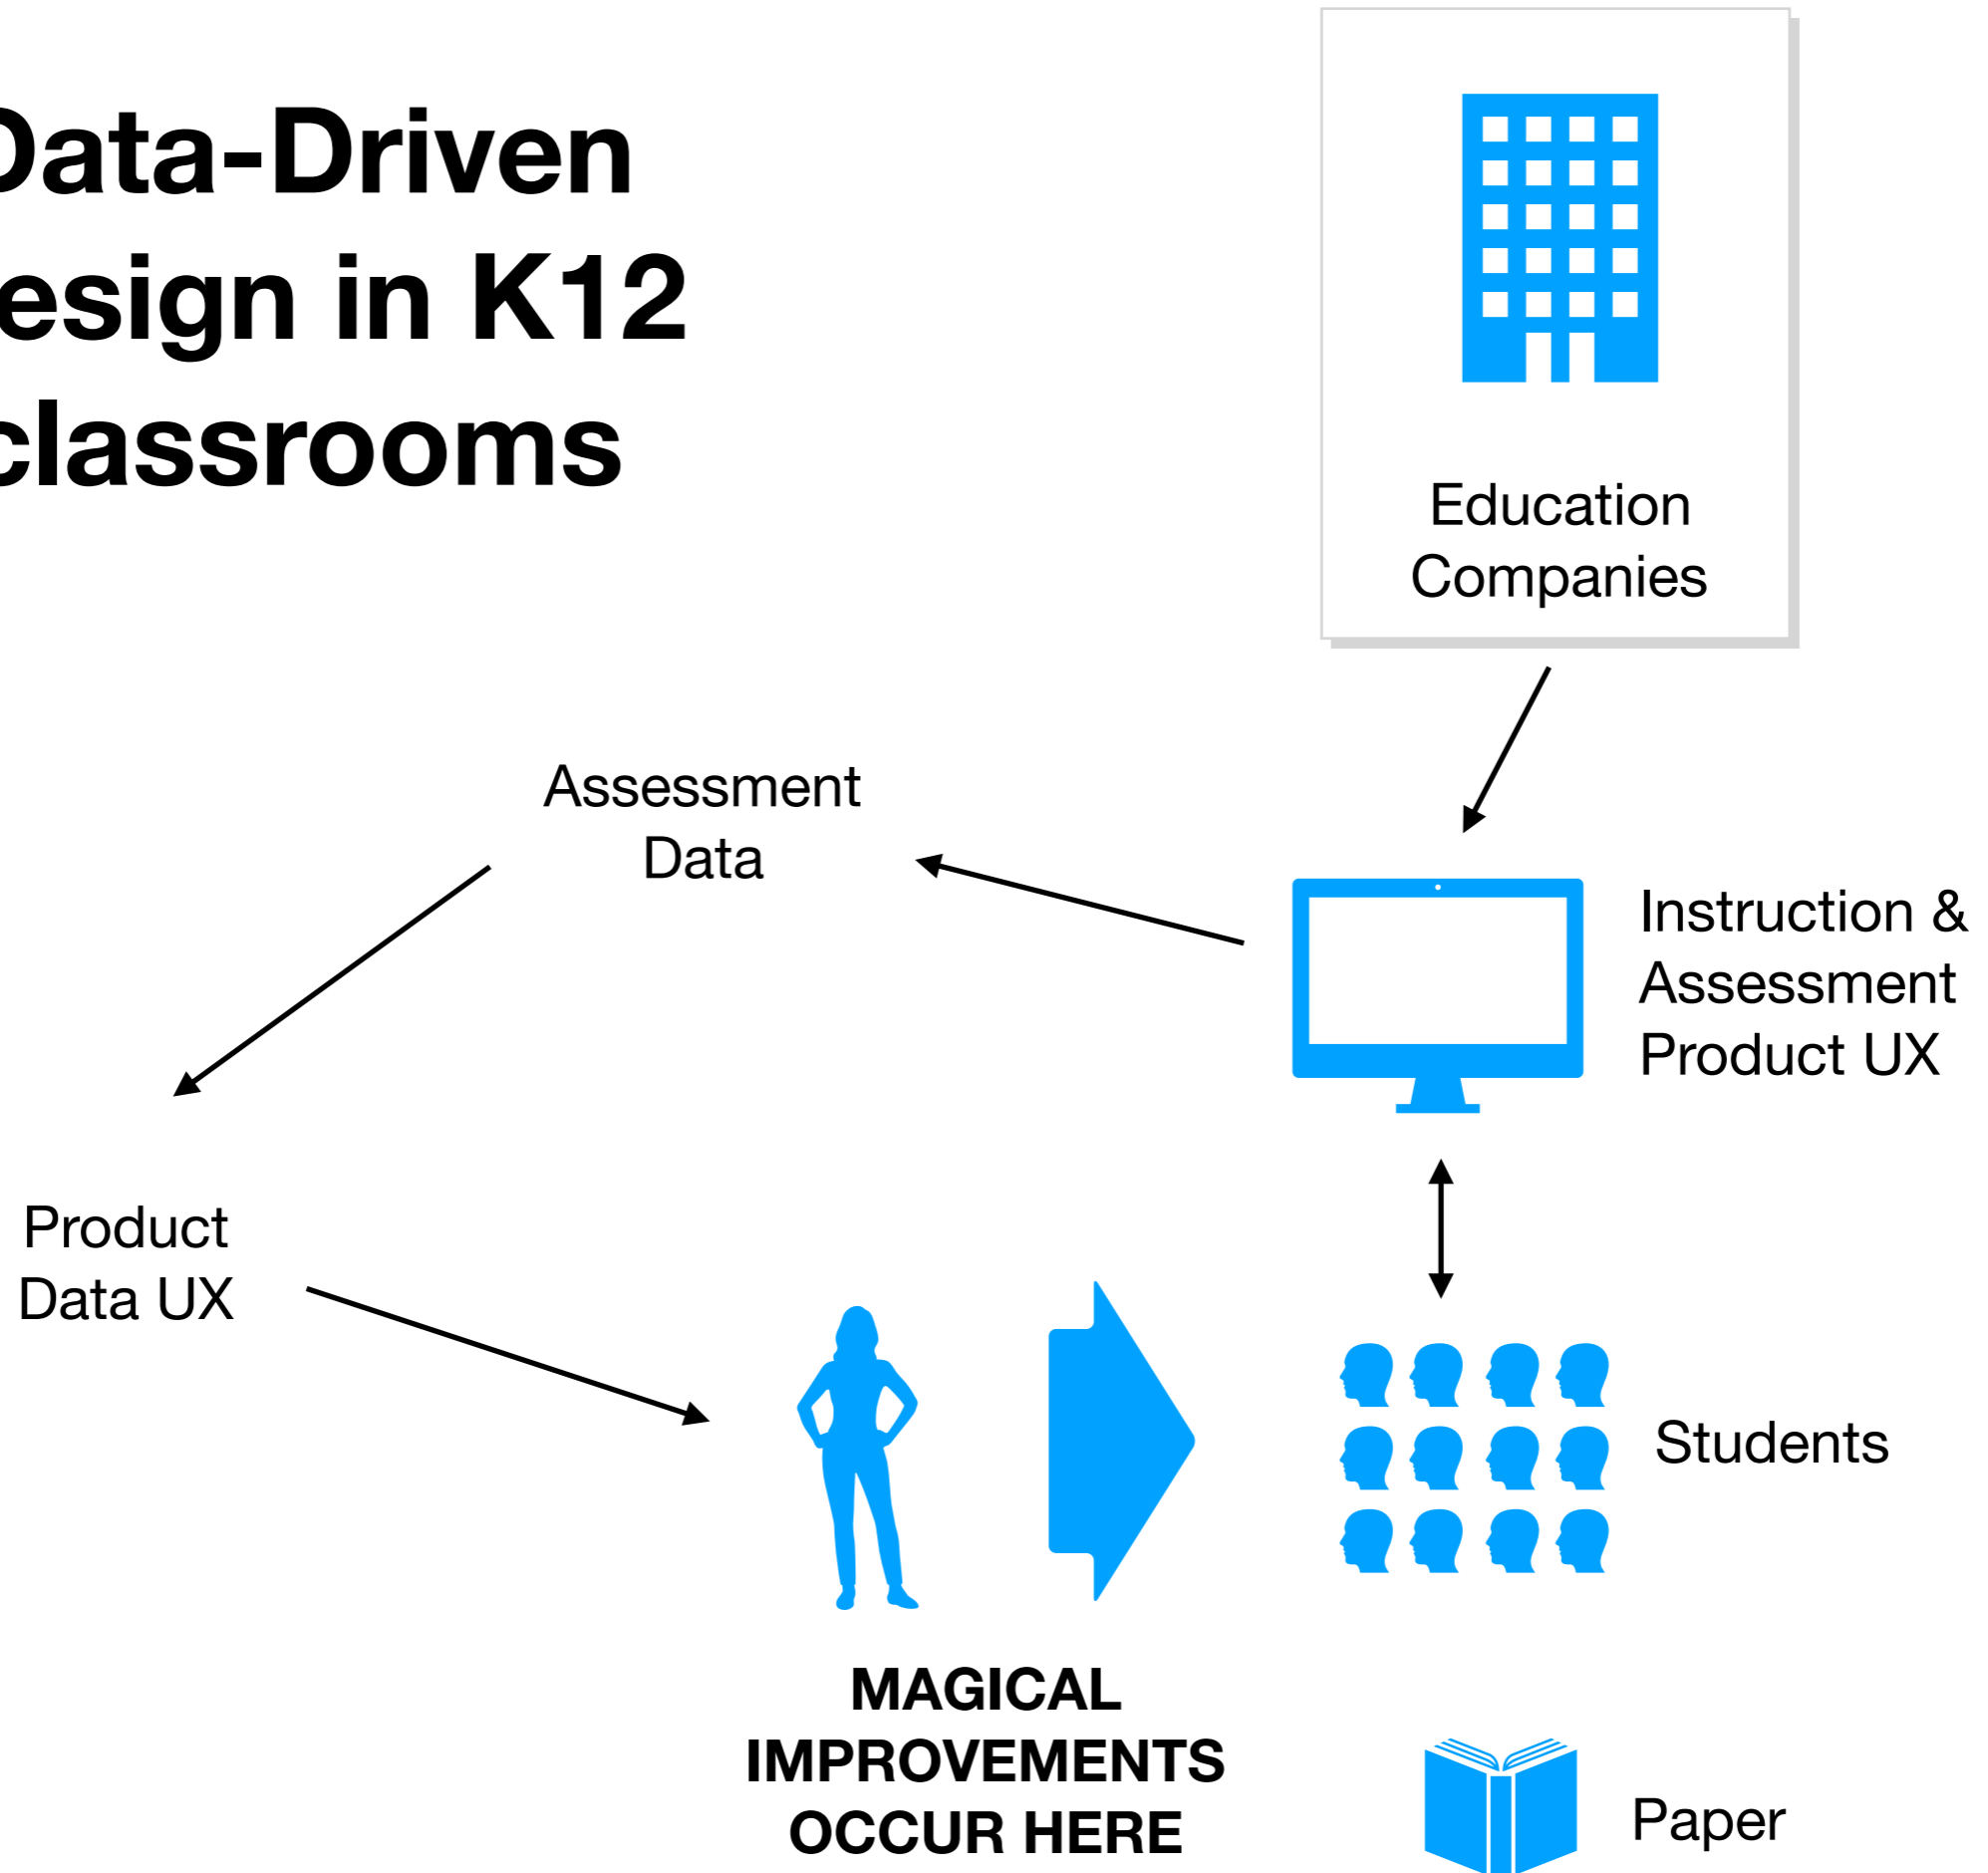 Data-Driven
esign in K12
classrooms
Education
Companies
Assessment
Data
Instruction &
Assessment
Product UX
Product
Data UX
Students
MAGICAL
IMPROVEMENTS
OCCUR HERE
Paper